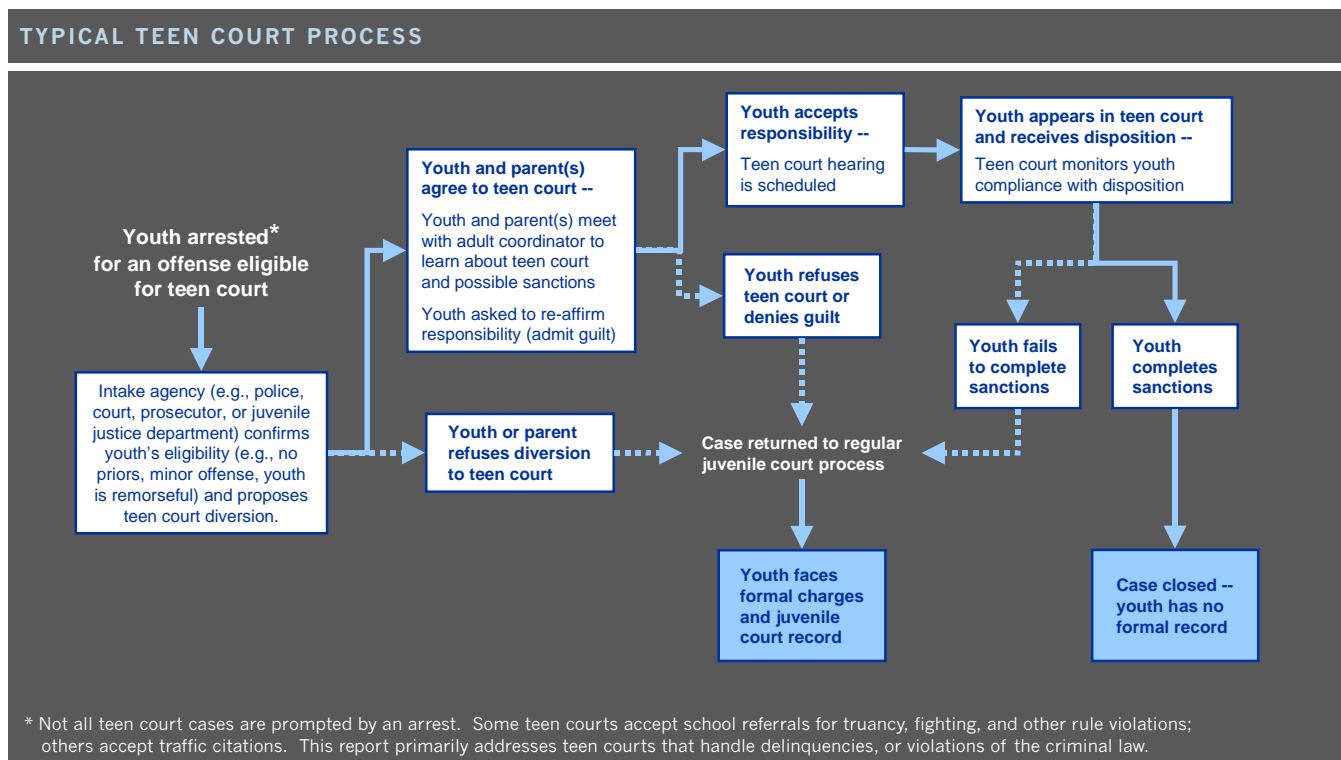 TYPICAL TEEN COURT PROCESS
Youth arrested*
for an offense eligible
for teen court
Intake agency (e.g., police,
court, prosecutor, or juvenile
justice department) confirms
youth's eligibility (e.g., no
priors, minor offense, youth
is remorseful) and proposes
teen court diversion.
Youth and parent(s)
agree to teen court --
Youth and parent(s) meet
with adult coordinator to
learn about teen court
and possible sanctions
Youth asked to re-affirm
responsibility (admit guilt)
Youth or parent
refuses diversion
to teen court
Youth accepts
responsibility --
Teen court hearing
is scheduled
Youth refuses
teen court or
denies guilt
Case returned to regular
juvenile court process
Youth faces
formal charges
and juvenile
court record
Youth appears in teen court
and receives disposition --
Teen court monitors youth
compliance with disposition
Youth fails
to complete
sanctions
Youth
completes
sanctions
Case closed --
youth has no
formal record
* Not all teen court cases are prompted by an arrest. Some teen courts accept school referrals for truancy, fighting, and other rule violations;
others accept traffic citations. This report primarily addresses teen courts that handle delinquencies, or violations of the criminal law.